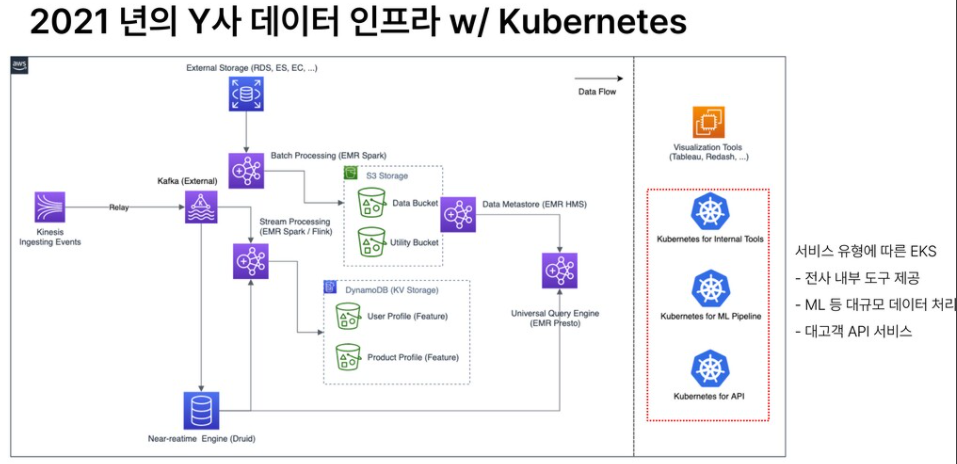 2021 년의 Y사 데이터 인프라 w/ Kubernetes
aws
External Storage (RDS, ES, EC, ...)
Data Flow
Batch Processing (EMR Spark)
Visualization Tools
(Tableau, Redash, ...)
Kafka (External)
S3 Storage
Data Bucket
Data Metastore (EMR HMS)
Relay
Kinesis
Ingesting Events
Stream Processing
(EMR Spark / Flink)
Utility Bucket
Kubernetes for Internal Tools
DynamoDB (KV Storage)
User Profile (Feature)
Universal Query Engine
(EMR Presto)
Kubernetes for ML Pipeline
Product Profile (Feature)
Kubernetes for API
Near-reatime Engine (Druid)
서비스 유형에 따른 EKS
- 전사 내부 도구 제공
- ML 등 대규모 데이터 처리
- 대고객 API 서비스